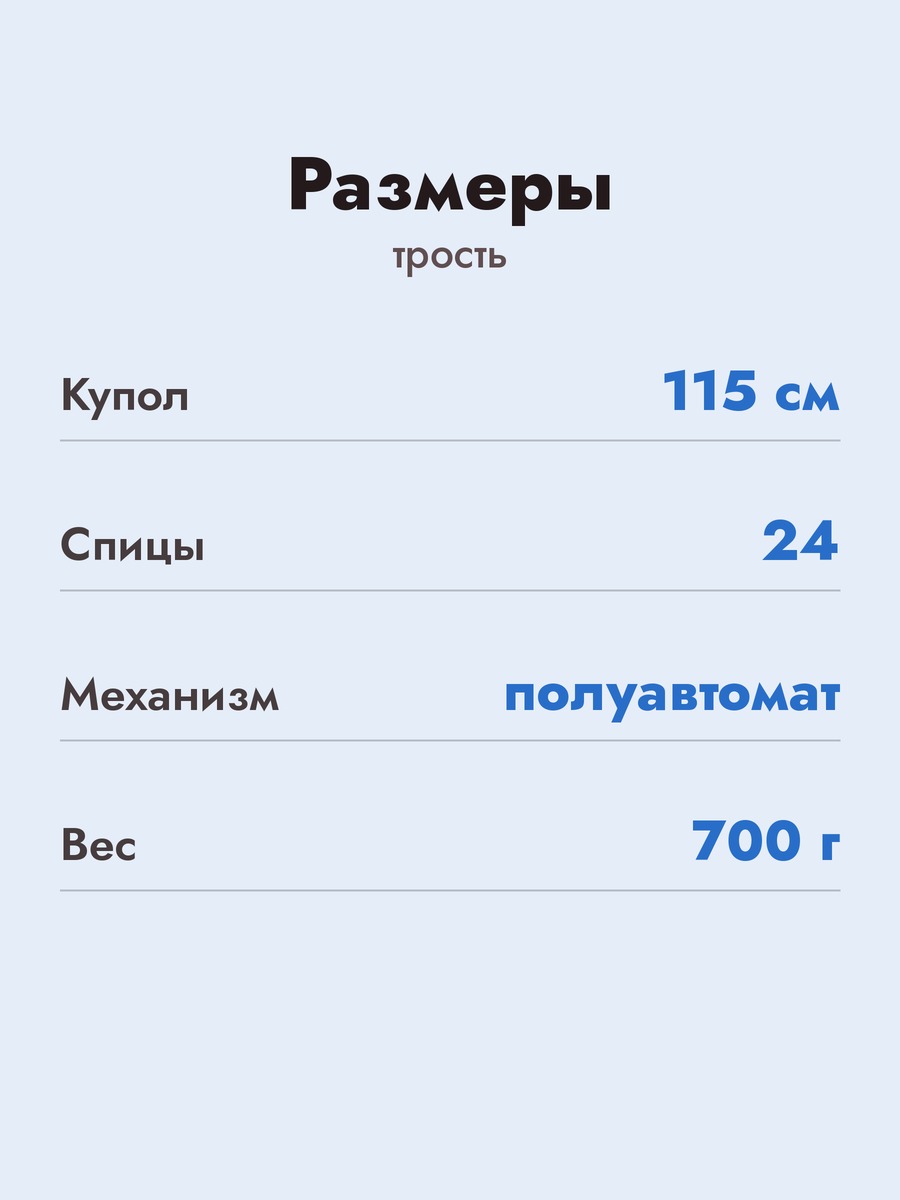 Размеры
трость
Купол 115 см
Спицы 24
Механизм полуавтомат
Вес 700 г